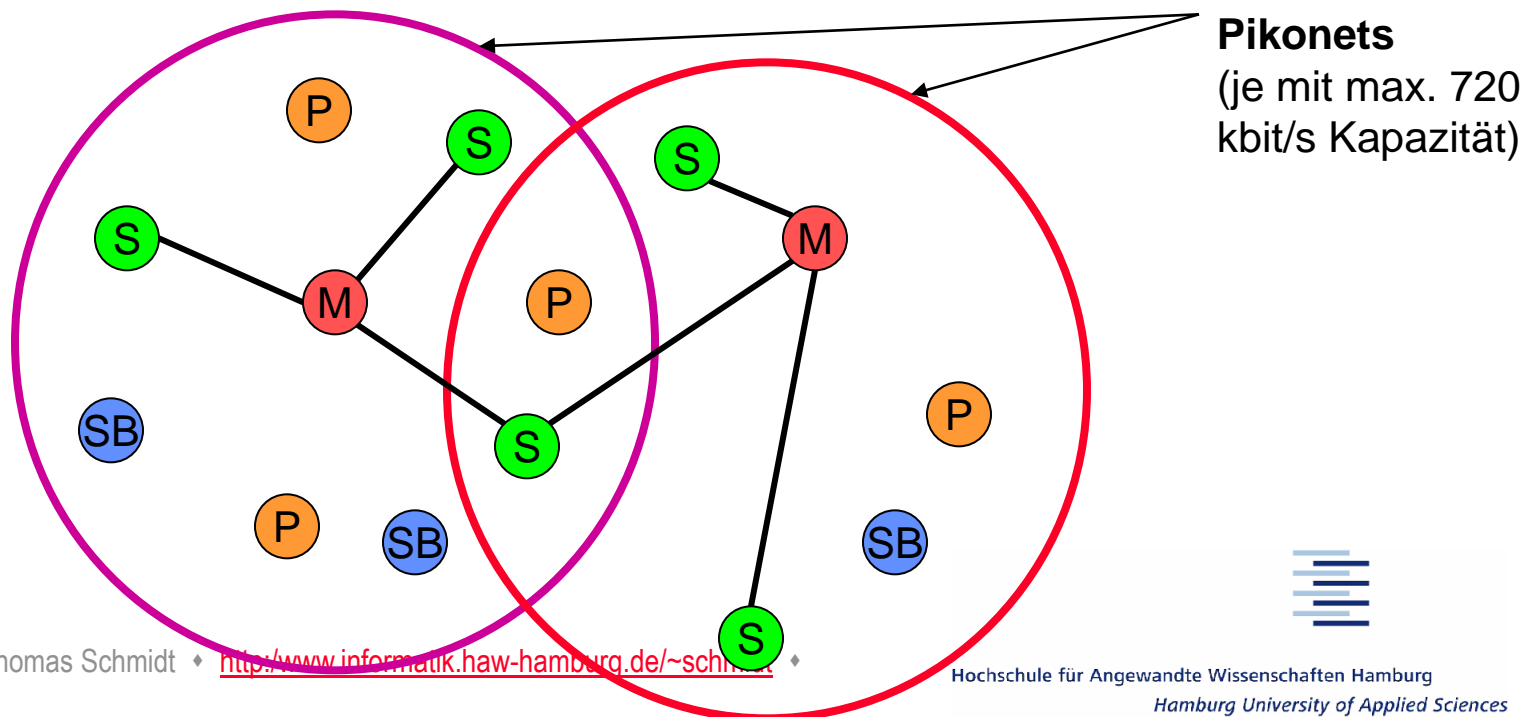 Pikonets
(je mit max. 720
kbit/s Kapazität)
P
S
S
S
M
M
P
P
SB
S
P
SB
SB
S
homas Schmidt ♦ http:/www.informatik.haw-hamburg.de/~schmidt ♦
Hochschule für Angewandte Wissenschaften Hamburg
Hamburg University of Applied Sciences